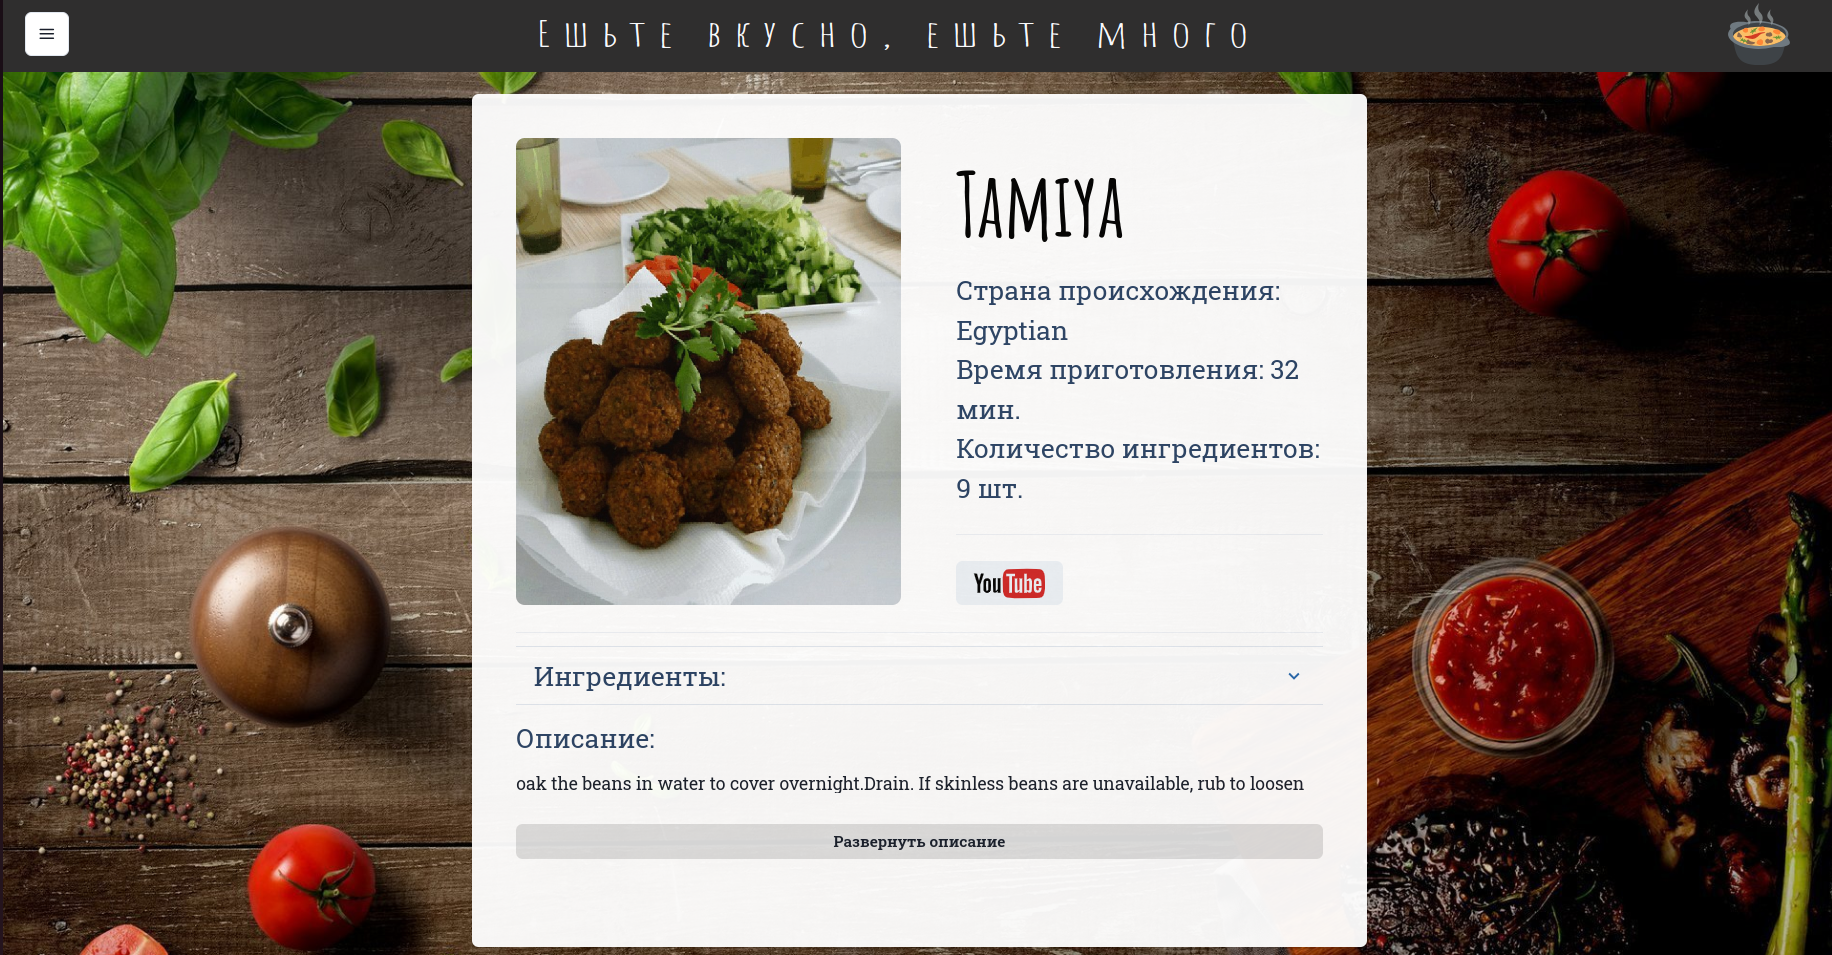 Ешьте вкусно, ешьте много
Tamiya
Страна происхождения:
Egyptian
Время приготовления: 32
мин.
Количество ингредиентов:
9 шт.
YouTube
Ингредиенты:
Описание:
oak the beans in water to cover overnight.Drain. If skinless beans are unavailable, rub to loosen
Развернуть описание